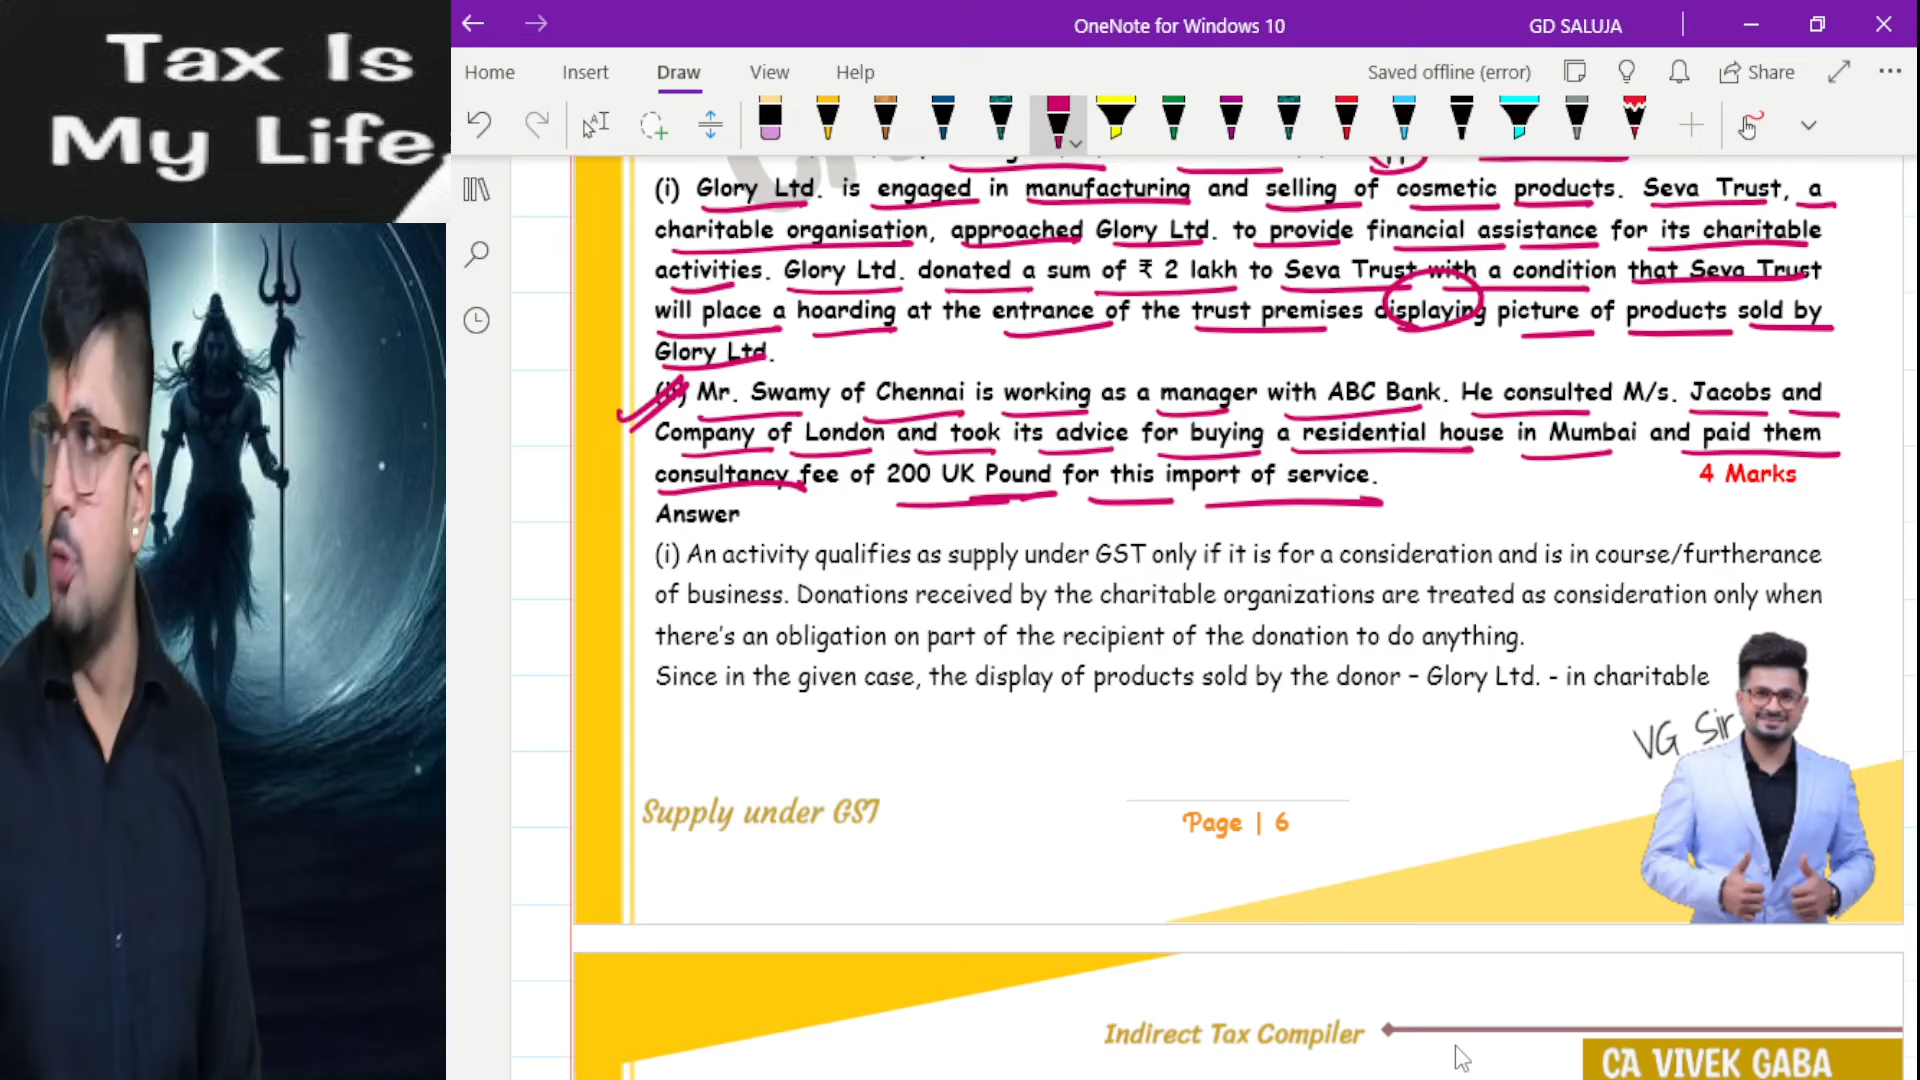 Tax Is
My Life.
OneNote for Windows 10
GD SALUJA
Home Insert Draw View Help
Saved offline (error)
Share
(i) Glory Ltd. is engaged in manufacturing and selling of cosmetic products. Seva Trust, a
charitable organisation, approached Glory Ltd. to provide financial assistance for its charitable
activities. Glory Ltd. donated a sum of ₹ 2 lakh to Seva Trust with a condition that Seva Trust
will place a hoarding at the entrance of the trust premises displaying picture of products sold by
Glory Ltd.
Mr. Swamy of Chennai is working as a manager with ABC Bank. He consulted M/s. Jacobs and
Company of London and took its advice for buying a residential house in Mumbai and paid them
consultancy fee of 200 UK Pound for this import of service.
4 Marks
Answer
(i) An activity qualifies as supply under GST only if it is for a consideration and is in course/furtherance
of business. Donations received by the charitable organizations are treated as consideration only when
there's an obligation on part of the recipient of the donation to do anything.
Since in the given case, the display of products sold by the donor – Glory Ltd. - in charitable
VG Sir
Supply under GST
Page | 6
Indirect Tax Compiler
CA VIVEK GABA